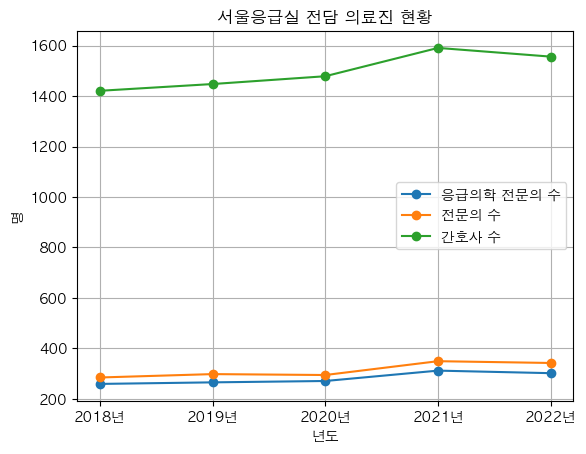 서울응급실 전담 의료진 현황
1600
1400
1200
1000
800
600
400
200
명
응급의학 전문의 수
전문의 수
간호사 수
2018년 2019년 2020년 2021년 2022년
년도